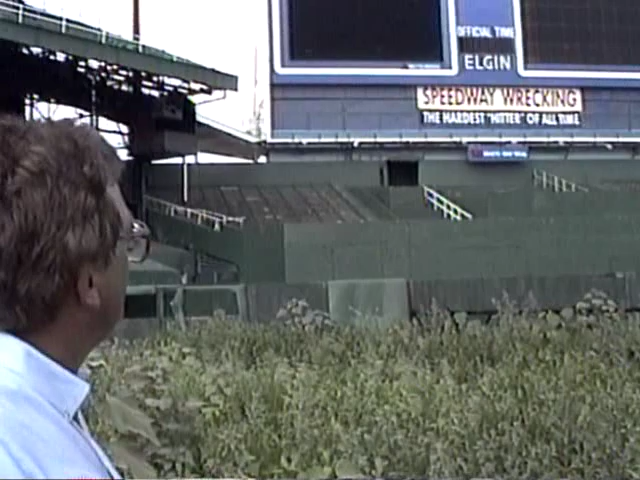 OFFICIAL TIME
ELGIN
SPEEDWAY WRECKING
THE HARDEST "HITTER" OF ALL TIME